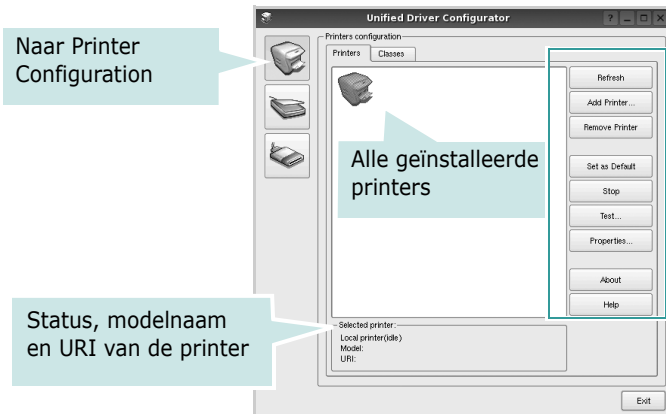 Unified Driver Configurator
Naar Printer
Configuration
Printers configuration
Printers
Classes
Refresh
Add Printer...
Remove Printer
Set as Default
Stop
Test...
Properties...
About
Help
Alle geïnstalleerde
printers
Status, modelnaam
en URI van de printer
Selected printer:
Local printer(idle)
Model:
URI:
Exit